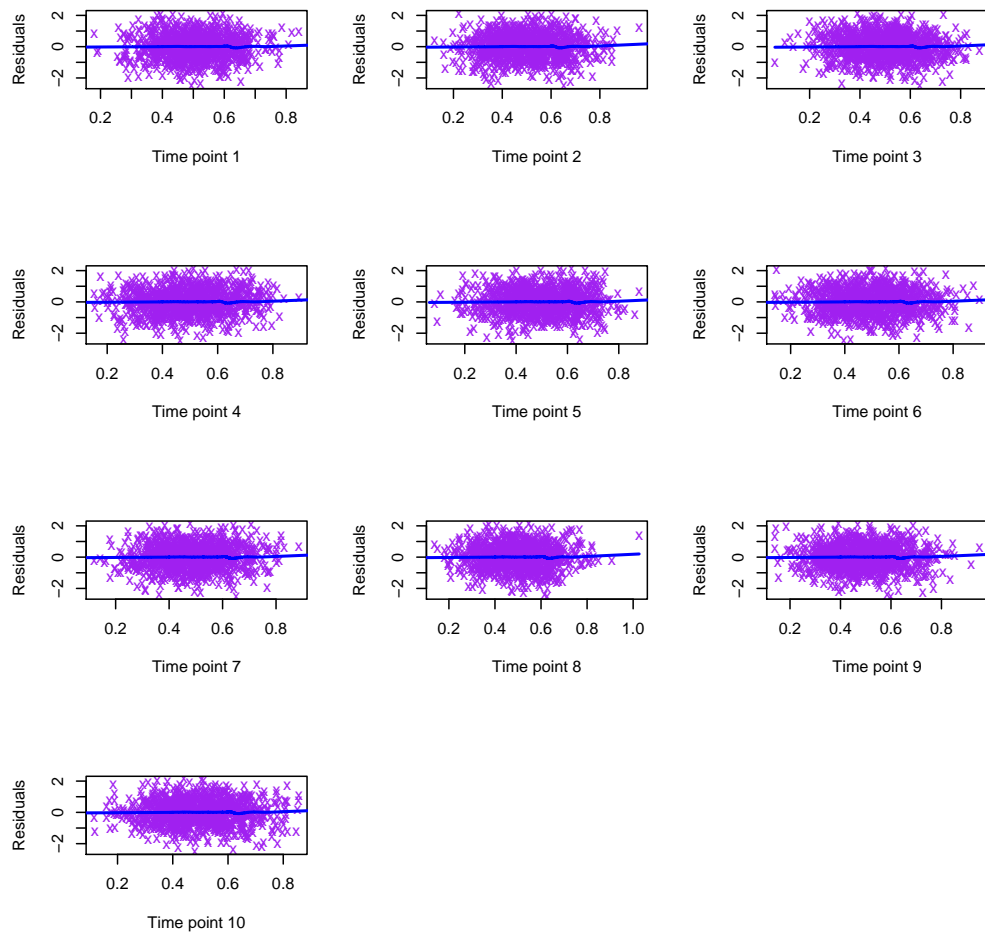 Residuals
2
0
−2
0.2 0.4 0.6 0.8
Time point 1
Residuals
2
0
−2
0.2 0.4 0.6 0.8
Time point 2
Residuals
2
0
−2
0.2 0.4 0.6 0.8
Time point 3
Residuals
2
0
−2
0.2 0.4 0.6 0.8
Time point 4
Residuals
2
0
−2
0.2 0.4 0.6 0.8
Time point 5
Residuals
2
0
−2
0.2 0.4 0.6 0.8
Time point 6
Residuals
2
0
−2
0.2 0.4 0.6 0.8
Time point 7
Residuals
2
0
−2
0.2 0.4 0.6 0.8 1.0
Time point 8
Residuals
2
0
−2
0.2 0.4 0.6 0.8
Time point 9
Residuals
2
0
−2
0.2 0.4 0.6 0.8
Time point 10